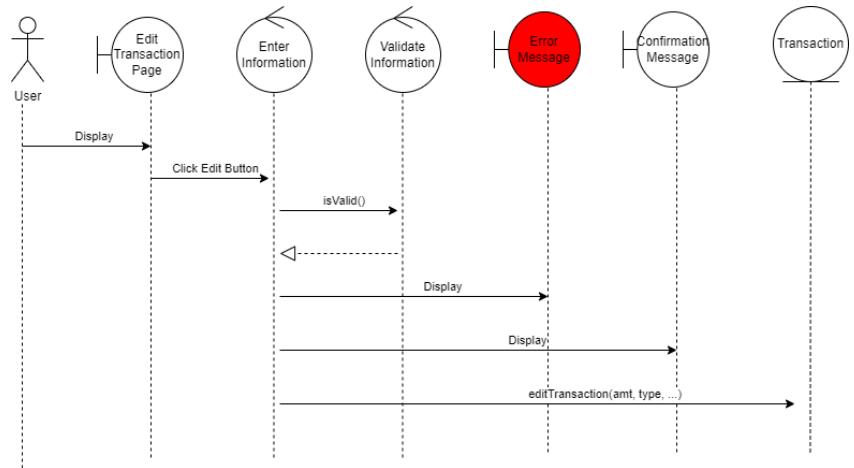 Edit
Transaction
Page
Enter
Information
Validate
Information
Error
Message
Confirmation
Message
Transaction
User
Display
Click Edit Button
isValid()
Display
Display
editTransaction(amt, type, ...)